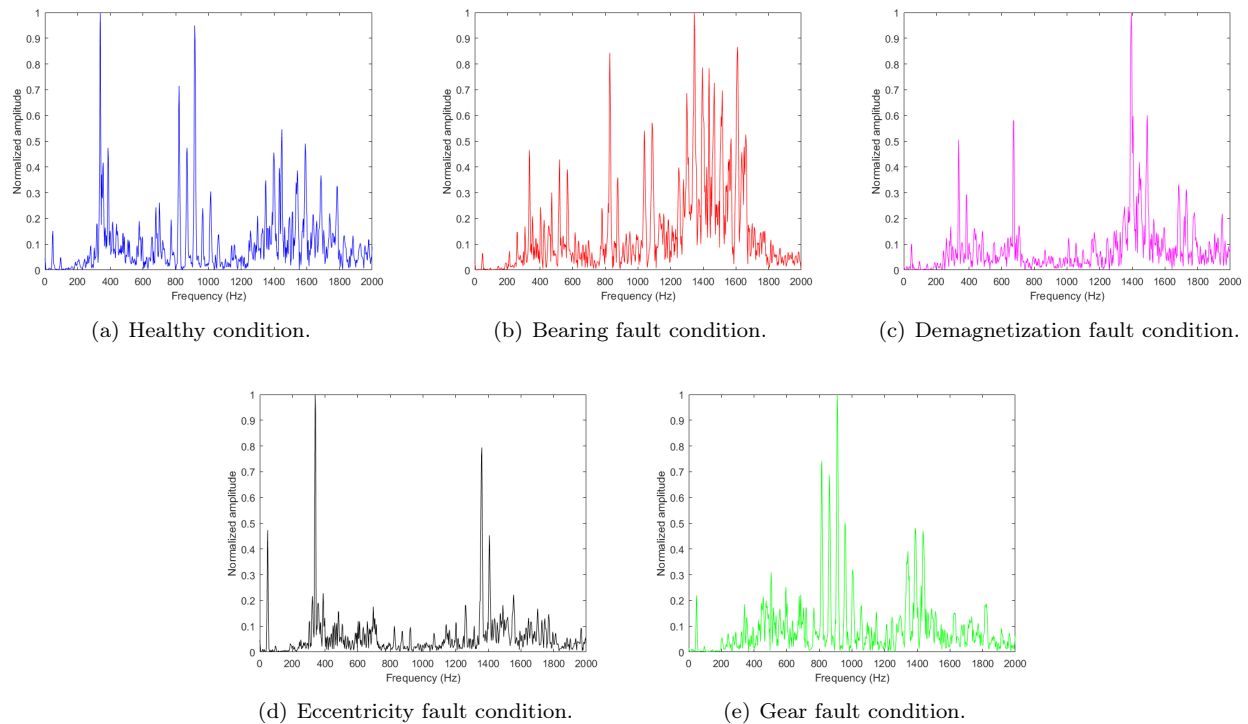 1
0.9
0.8
0.7
0.6
0.5
0.4
0.3
0.2
0.1
0
Normalized amplitude
0 200 400 600 800 1000 1200 1400 1600 1800 2000
Frequency (Hz)
(a) Healthy condition.
1
0.9
0.8
0.7
0.6
0.5
0.4
0.3
0.2
0.1
0
Normalized amplitude
0 200 400 600 800 1000 1200 1400 1600 1800 2000
Frequency (Hz)
(b) Bearing fault condition.
1
0.9
0.8
0.7
0.6
0.5
0.4
0.3
0.2
0.1
0
Normalized amplitude
0 200 400 600 800 1000 1200 1400 1600 1800 2000
Frequency (Hz)
(c) Demagnetization fault condition.
1
0.9
0.8
0.7
0.6
0.5
0.4
0.3
0.2
0.1
0
Normalized amplitude
0 200 400 600 800 1000 1200 1400 1600 1800 2000
Frequency (Hz)
(d) Eccentricity fault condition.
1
0.9
0.8
0.7
0.6
0.5
0.4
0.3
0.2
0.1
0
Normalized amplitude
0 200 400 600 800 1000 1200 1400 1600 1800 2000
Frequency (Hz)
(e) Gear fault condition.